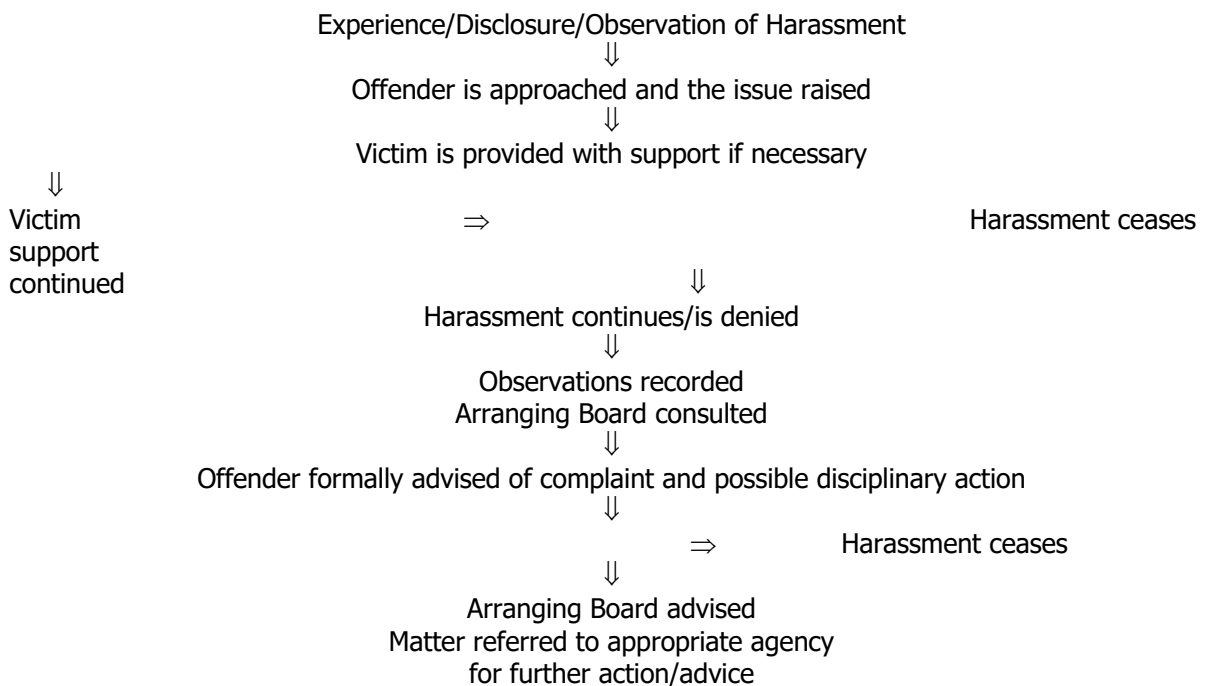 Experience/Disclosure/Observation of Harassment
⇓
Offender is approached and the issue raised
⇓
Victim is provided with support if necessary
⇓
Victim ⇒ Harassment ceases
support
continued ⇓
Harassment continues/is denied
⇓
Observations recorded
Arranging Board consulted
⇓
Offender formally advised of complaint and possible disciplinary action
⇓
⇒ Harassment ceases
⇓
Arranging Board advised
Matter referred to appropriate agency
for further action/advice